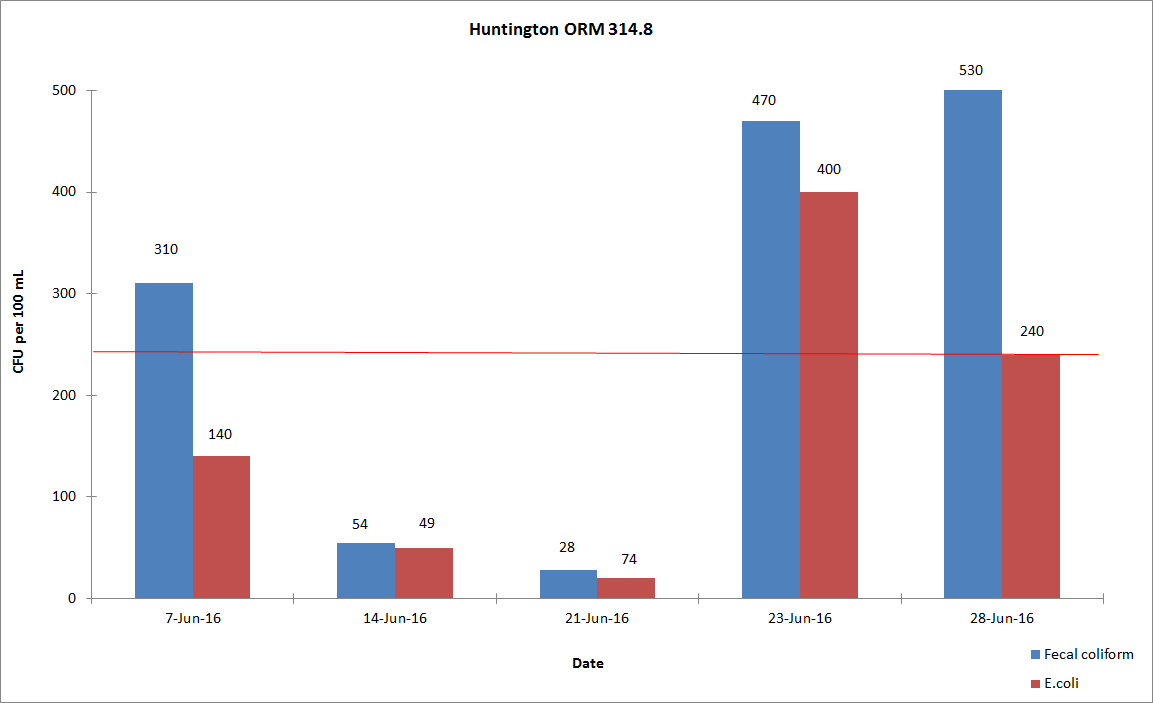 Huntington ORM 314.8
530
500
470
400
400
310
300
240
CFU per 100 mL
200
140
100
54
49
28
74
0
7-Jun-16
14-Jun-16
21-Jun-16
23-Jun-16
28-Jun-16
Date
Fecal coliform
E.coli